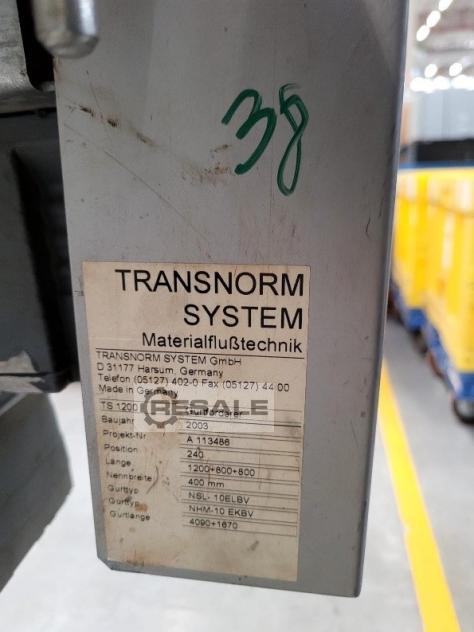 38
TRANSNORM
SYSTEM
Materialflußtechnik
TRANSNORM SYSTEM GmbH
D 31177 Harsum, Germany
Telefon (05127) 402-0 Fax (05127) 44 00
Made in Germany
RESALE
TS 1200 Gurtförderer
Baujahr 2003
Projekt-Nr A 113486
Position 240
Länge 1200+800+800
Nennbreite 400 mm
Gurttyp NSL- 10ELBV
Gurttyp NHM-10 EKBV
Gurtlänge 4090+1670